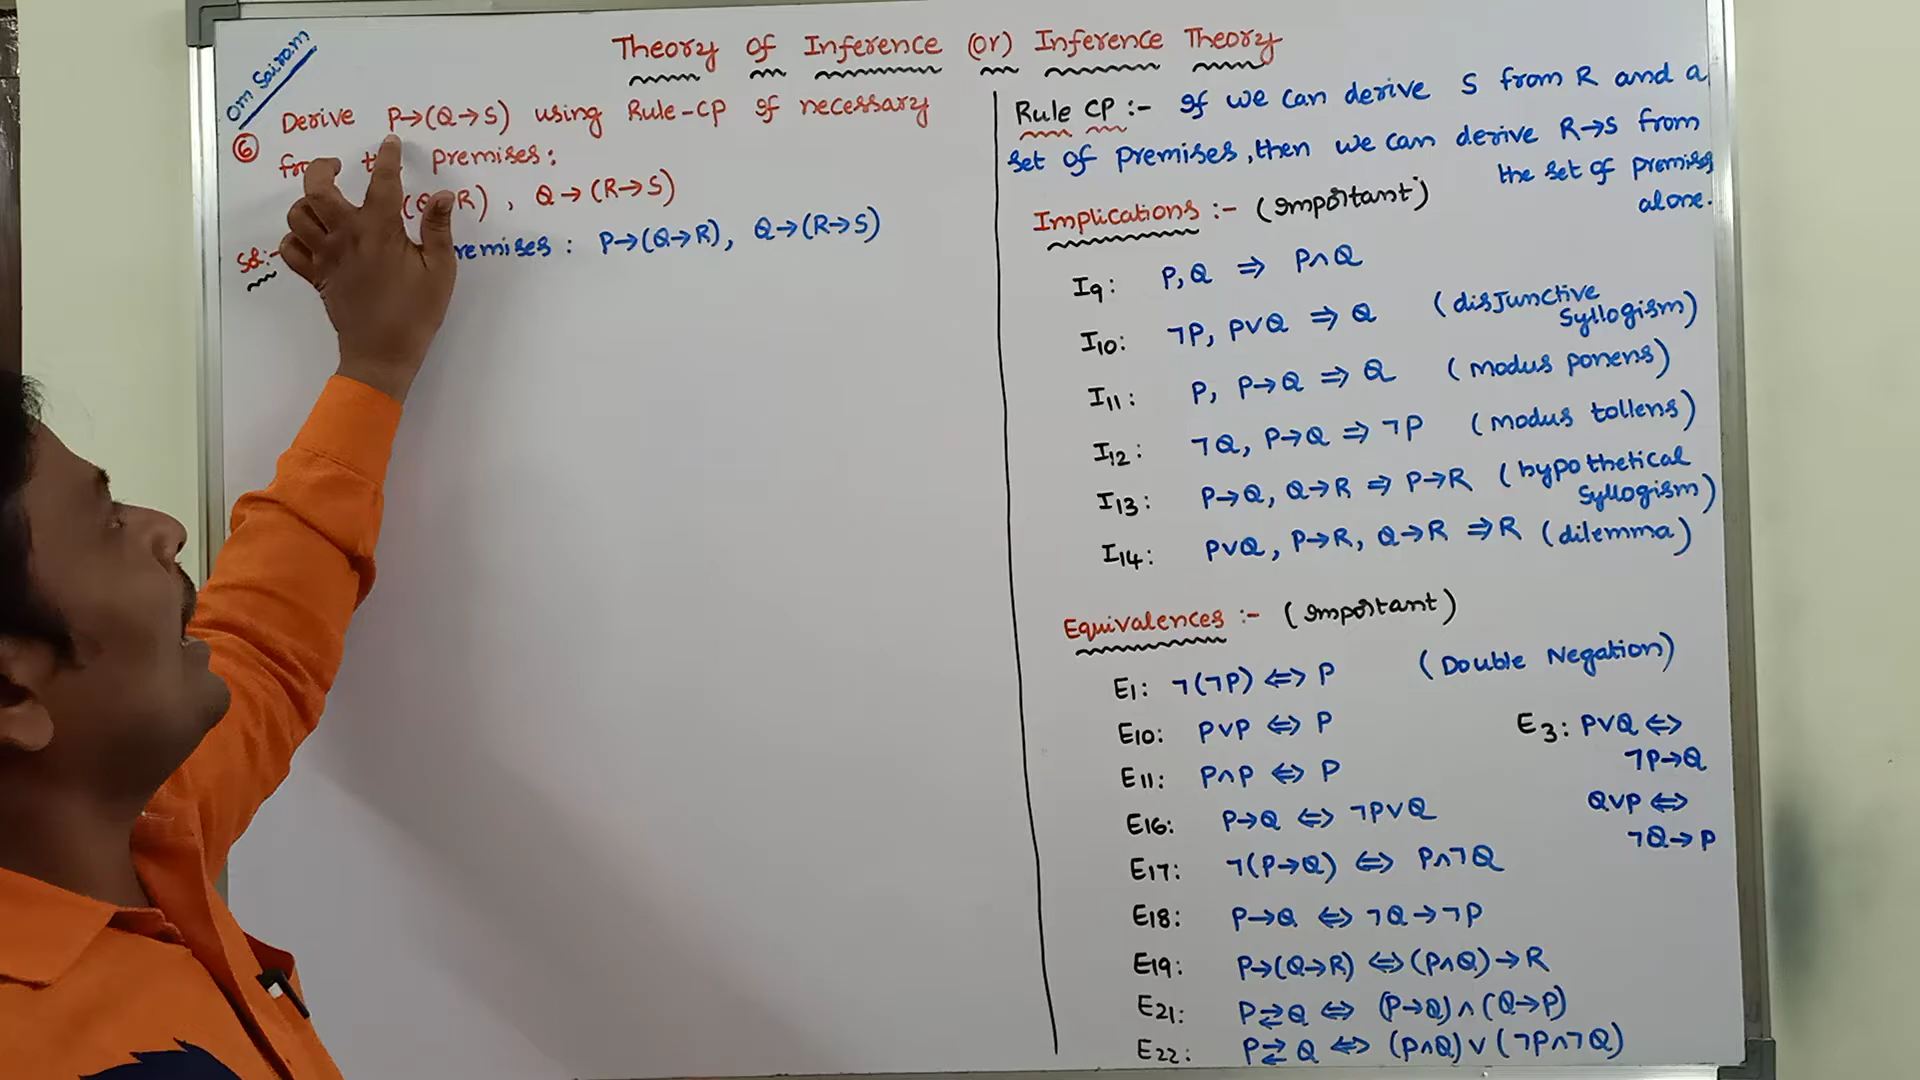 Theory of Inference (or) Inference Theory
Om Sairam
⑥ Derive P→(Q→S) using Rule-CP if necessary
premises:
R), Q→(R→S)
Sol:- remises: P→(Q→R), Q→(R→S)
Rule CP:- If we can derive S from R and a
set of premises, then we can derive R→S from
the set of premises
alone.
Implications:- (Important)
I9: P, Q ⇒ P∧Q
I10: ¬P, P∨Q ⇒ Q (disjunctive
Syllogism)
I11: P, P→Q ⇒ Q (modus ponens)
I12: ¬Q, P→Q ⇒ ¬P (modus tollens)
I13: P→Q, Q→R ⇒ P→R (hypothetical
Syllogism)
I14: P∨Q, P→R, Q→R ⇒ R (dilemma)
Equivalences:- (Important)
E1: ¬(¬P) ⇔ P (Double Negation)
E10: P∨P ⇔ P
E11: P∧P ⇔ P
E16: P→Q ⇔ ¬P∨Q
E17: ¬(P→Q) ⇔ P∧¬Q
E18: P→Q ⇔ ¬Q→¬P
E19: P→(Q→R) ⇔ (P∧Q)→R
E21: P⇄Q ⇔ (P→Q)∧(Q→P)
E22: P⇄Q ⇔ (P∧Q)∨(¬P∧¬Q)
E3: P∨Q ⇔
¬P→Q
Q∨P ⇔
¬Q→P